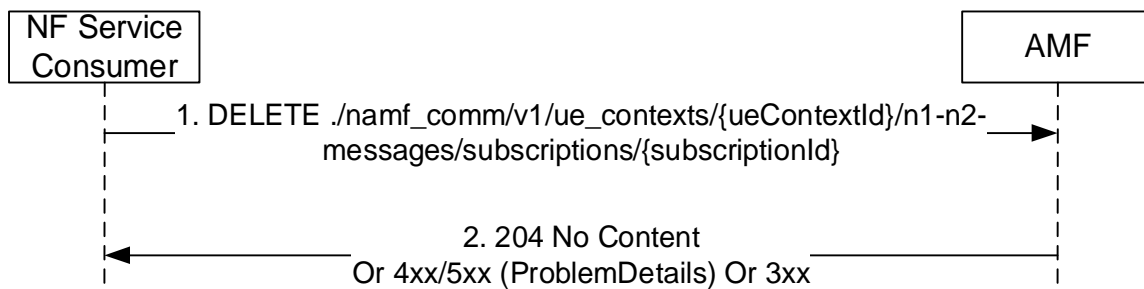 NF Service
Consumer
AMF
1. DELETE ./namf_comm/v1/ue_contexts/{ueContextId}/n1-n2-
messages/subscriptions/{subscriptionId}
2. 204 No Content
Or 4xx/5xx (ProblemDetails) Or 3xx